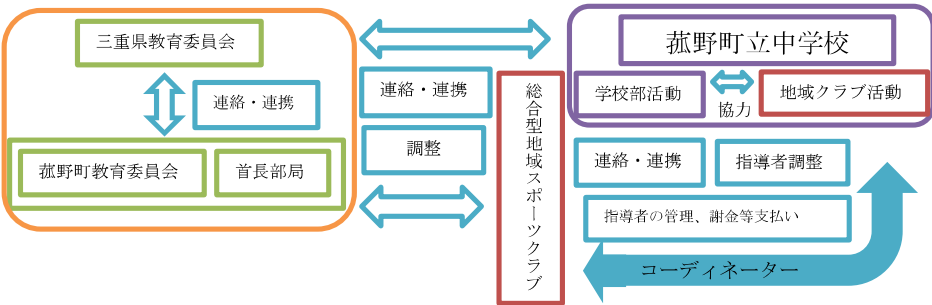 三重県教育委員会
連絡・連携
菰野町教育委員会
首長部局
連絡・連携
調整
総合型地域スポーツクラブ
菰野町立中学校
学校部活動
協力
地域クラブ活動
連絡・連携
指導者調整
指導者の管理、謝金等支払い
コーディネーター